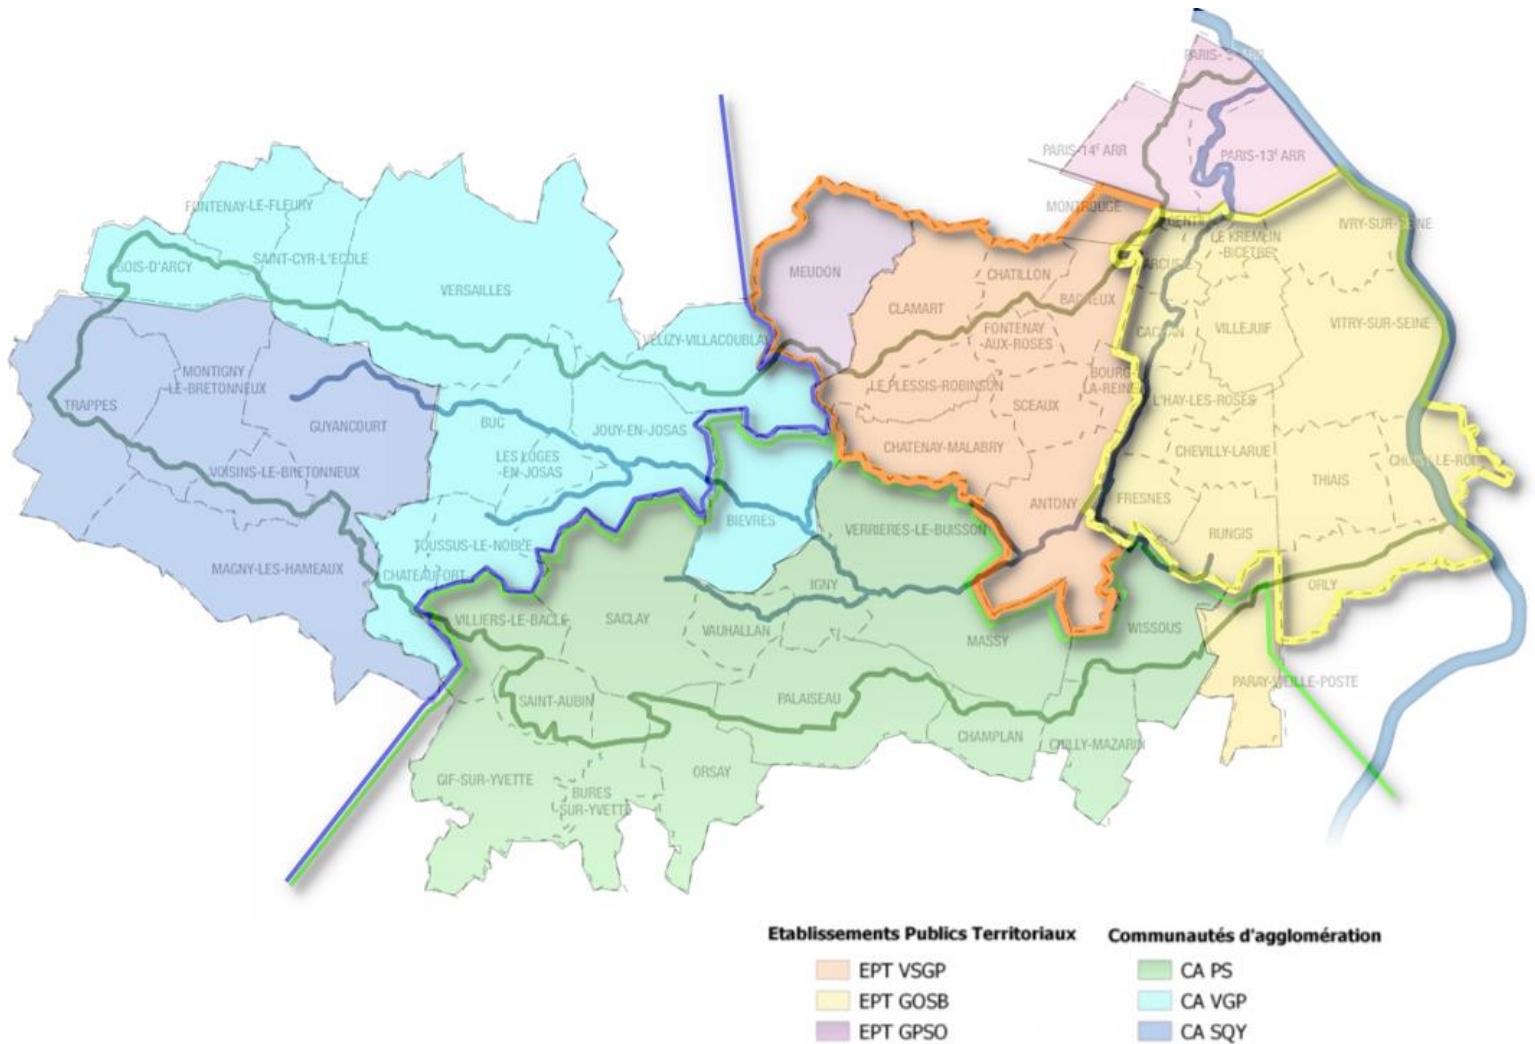 PARIS-14E ARR
PARIS-13E ARR
MONTROUGE
FONTENAY-LE-FLEURY
IVRY-SUR-SEINE
LE KREMLIN
-BICETRE
SAINT-CYR-L'ECOLE
BOIS-D'ARCY
MEUDON
CHATILLON
VERSAILLES
BAGNEUX
CLAMART
VILLEJUIF
VITRY-SUR-SEINE
CACHAN
FONTENAY
-AUX-ROSES
VELIZY-VILLACOUBLAY
MONTIGNY
LE-BRETONNEUX
BOURG-
LA-REINE
LE PLESSIS-ROBINSON
L'HAY-LES-ROSES
TRAPPES
SCEAUX
GUYANCOURT
BUC
JOUY-EN-JOSAS
CHATENAY-MALABRY
CHEVILLY-LARUE
LES LOGES
-EN-JOSAS
CHOISY-LE-ROI
VOISINS-LE-BRETONNEUX
THIAIS
FRESNES
ANTONY
BIEVRES
VERRIERES-LE-BUISSON
RUNGIS
TOUSSUS-LE-NOBLE
MAGNY-LES-HAMEAUX
CHATEAUFORT
IGNY
ORLY
VILLIERS-LE-BACLE
SACLAY
VAUHALLAN
WISSOUS
MASSY
PARAY-VIEILLE-POSTE
SAINT-AUBIN
PALAISEAU
CHAMPLAN
CHILLY-MAZARIN
ORSAY
GIF-SUR-YVETTE
BURES
-SUR-YVETTE
Etablissements Publics Territoriaux
EPT VSGP
EPT GOSB
EPT GPSO
Communautés d'agglomération
CA PS
CA VGP
CA SQY